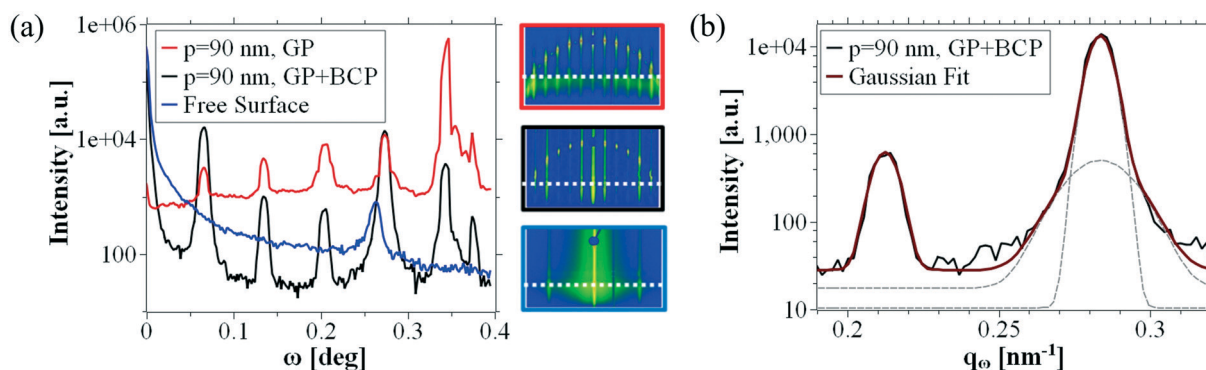 (a)
1e+06
1e+04
100
Intensity [a.u.]
p=90 nm, GP
p=90 nm, GP+BCP
Free Surface
0
0.1
0.2
0.3
0.4
ω [deg]
(b)
1e+04
1,000
100
10
Intensity [a.u.]
p=90 nm, GP+BCP
Gaussian Fit
0.2
0.25
0.3
qω [nm-1]